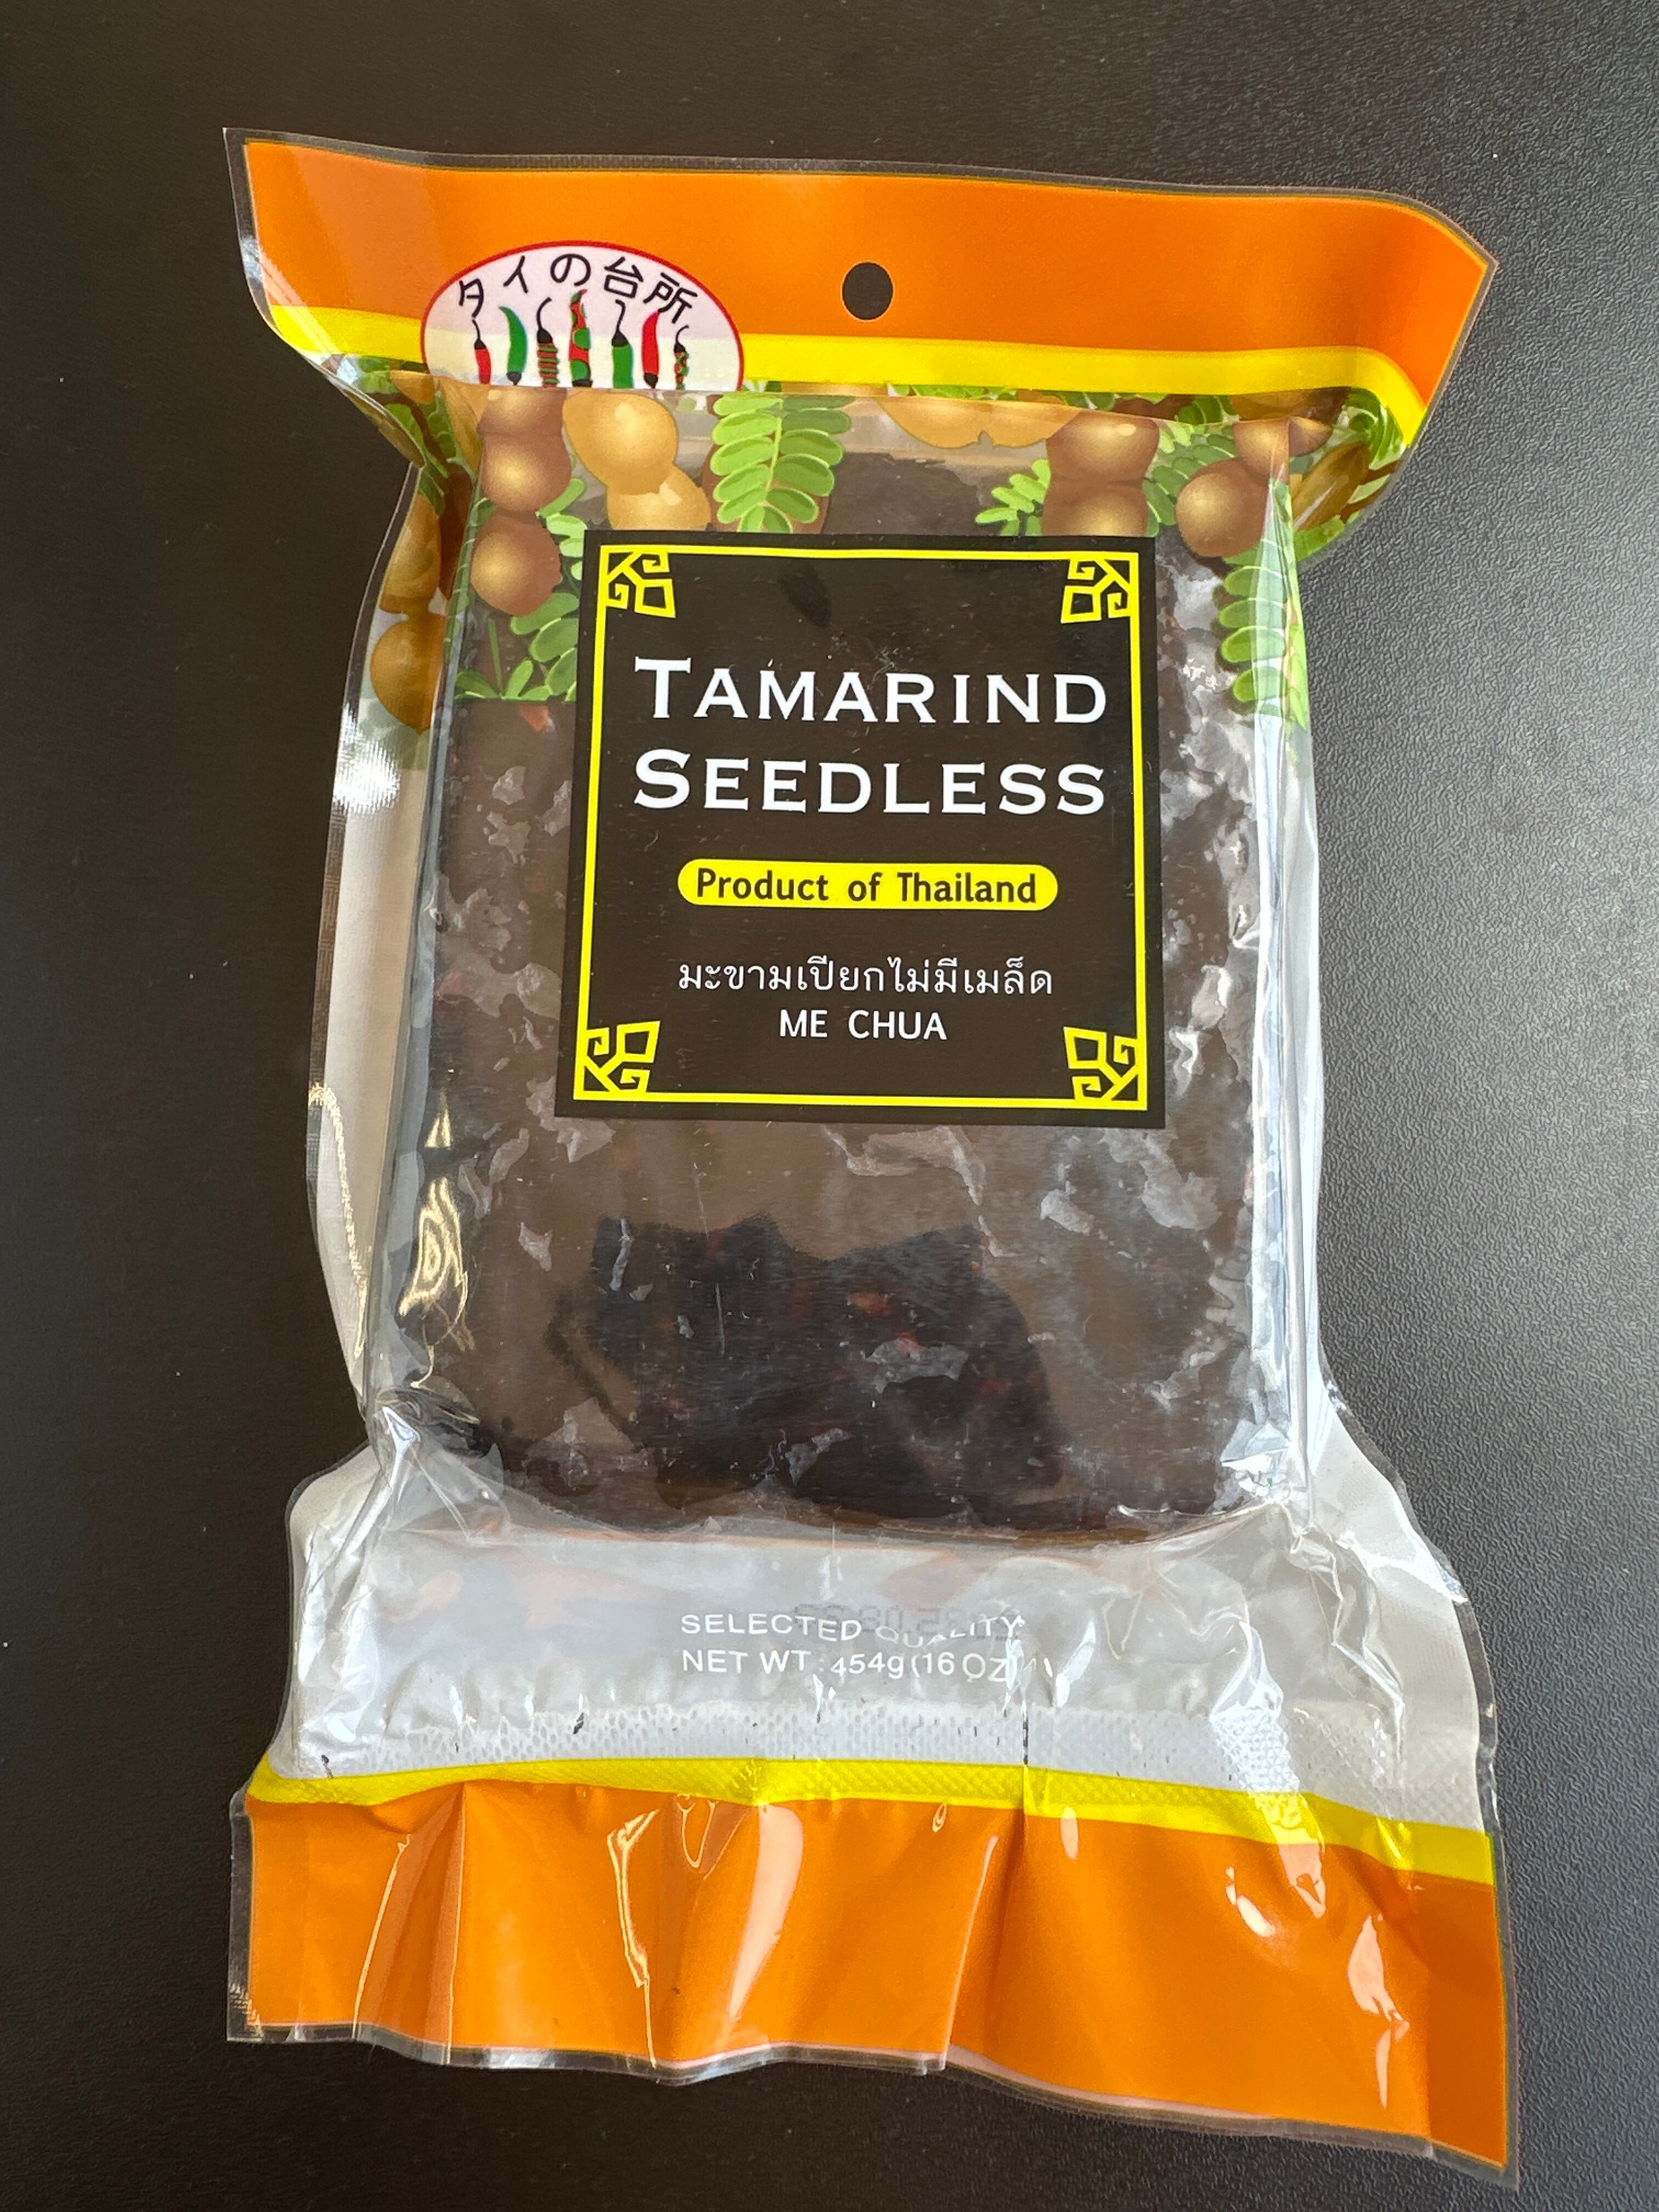 タイの台所
TAMARIND
SEEDLESS
Product of Thailand
มะขามเปียกไม่มีเมล็ด
ME CHUA
SELECTED QUALITY
NET WT : 454g (16 OZ)